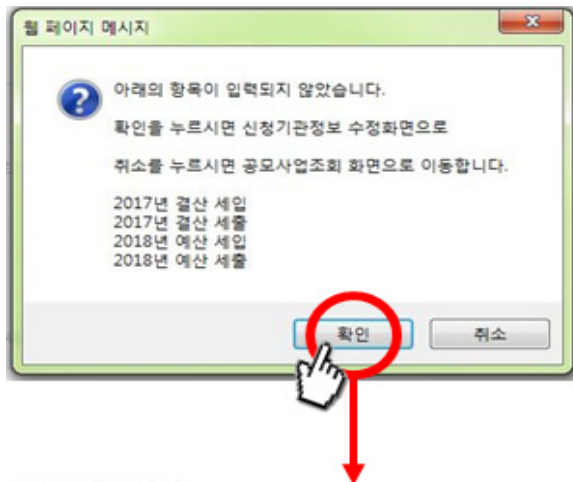 웹 페이지 메시지
아래의 항목이 입력되지 않았습니다.
확인을 누르시면 신청기관정보 수정화면으로
취소를 누르시면 공모사업조회 화면으로 이동합니다.
2017년 결산 세입
2017년 결산 세출
2018년 예산 세입
2018년 예산 세출
확인
취소